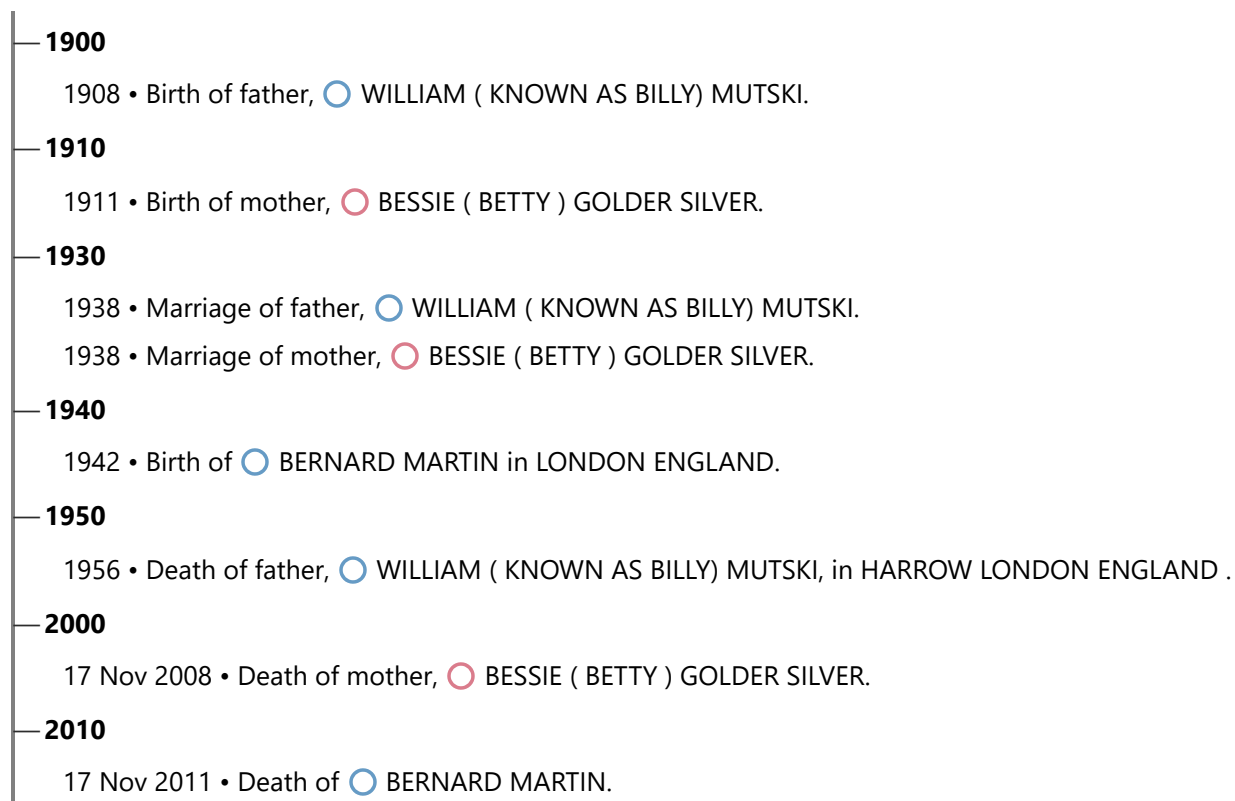 1900
1908 • Birth of father, WILLIAM ( KNOWN AS BILLY) MUTSKI.
1910
1911 • Birth of mother, BESSIE ( BETTY ) GOLDER SILVER.
1930
1938 • Marriage of father, WILLIAM ( KNOWN AS BILLY) MUTSKI.
1938 • Marriage of mother, BESSIE ( BETTY ) GOLDER SILVER.
1940
1942 • Birth of BERNARD MARTIN in LONDON ENGLAND.
1950
1956 • Death of father, WILLIAM ( KNOWN AS BILLY) MUTSKI, in HARROW LONDON ENGLAND .
2000
17 Nov 2008 • Death of mother, BESSIE ( BETTY ) GOLDER SILVER.
2010
17 Nov 2011 • Death of BERNARD MARTIN.